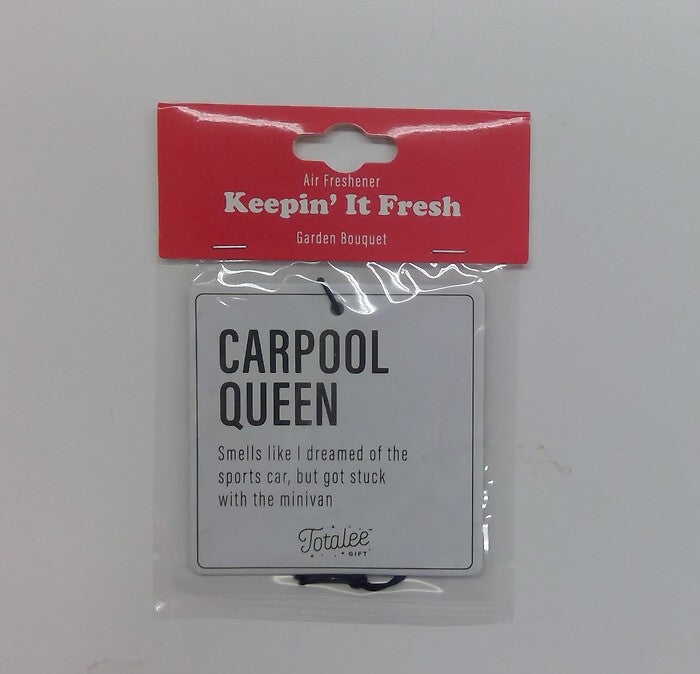 Air Freshener
Keepin' It Fresh
Garden Bouquet
CARPOOL
QUEEN
Smells like I dreamed of the
sports car, but got stuck
with the minivan
Totalee™
GIFT